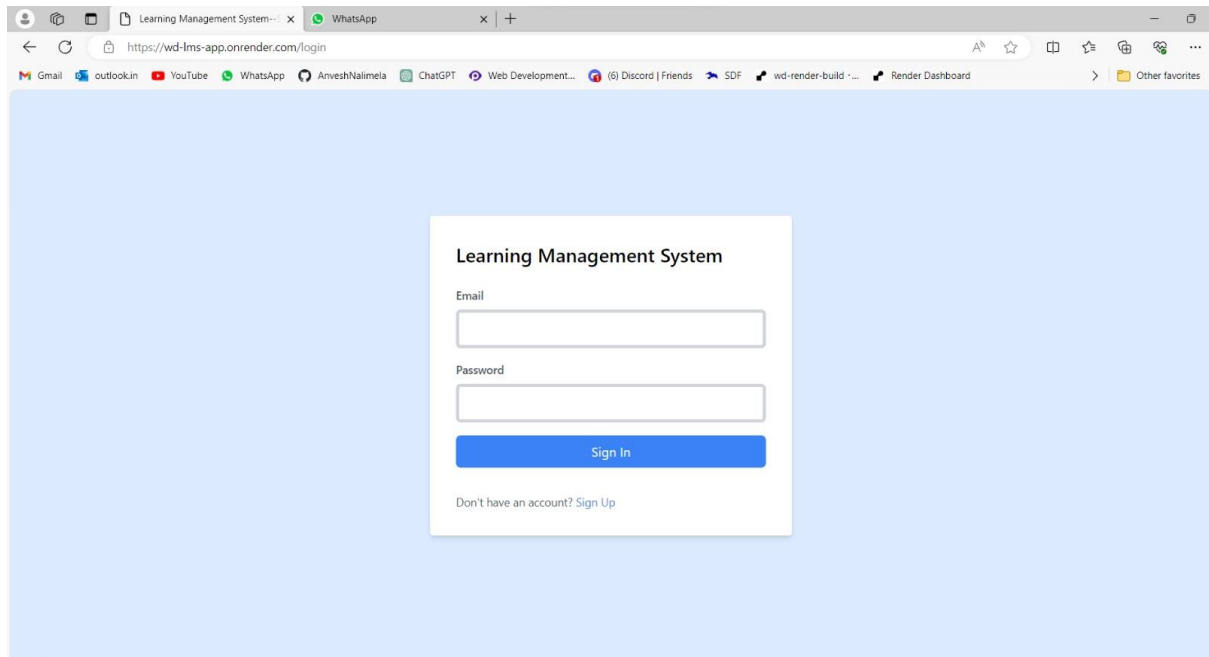 Learning Management System--
WhatsApp
https://wd-lms-app.onrender.com/login
Gmail outlook.in YouTube WhatsApp AnveshNalimela ChatGPT Web Development... (6) Discord | Friends SDF wd-render-build ·... Render Dashboard Other favorites
Learning Management System
Email
Password
Sign In
Don't have an account? Sign Up